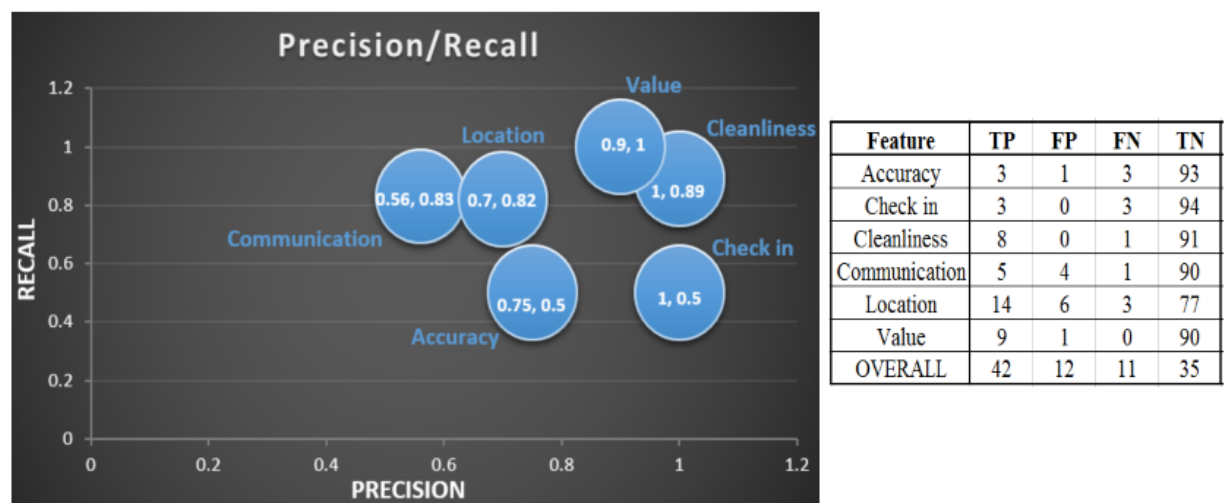 Precision/Recall
1.2
1
0.8
0.6
0.4
0.2
0
RECALL
Value
Cleanliness
Location
0.9, 1
1, 0.89
0.56, 0.83
0.7, 0.82
Communication
Check in
0.75, 0.5
1, 0.5
Accuracy
0 0.2 0.4 0.6 0.8 1 1.2
PRECISION
Feature TP FP FN TN
Accuracy 3 1 3 93
Check in 3 0 3 94
Cleanliness 8 0 1 91
Communication 5 4 1 90
Location 14 6 3 77
Value 9 1 0 90
OVERALL 42 12 11 35